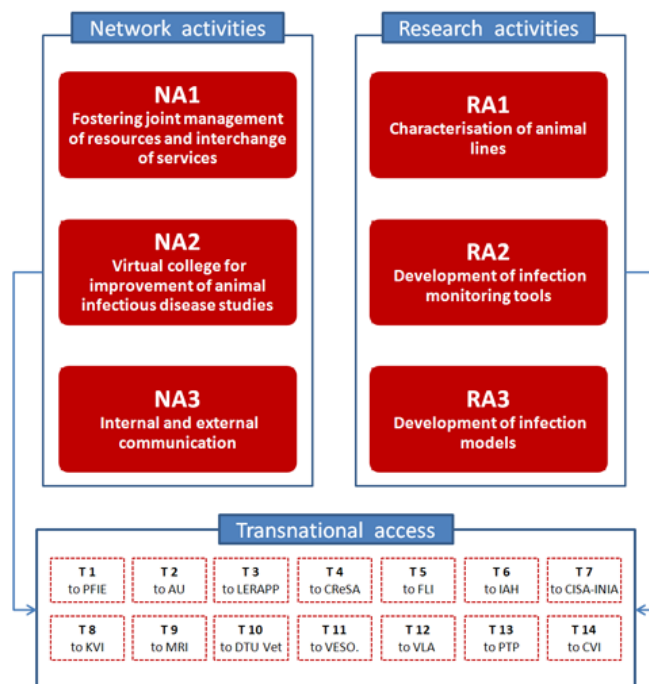 Network activities
NA1
Fostering joint management
of resources and interchange
of services
NA2
Virtual college for
improvement of animal
infectious disease studies
NA3
Internal and external
communication
Research activities
RA1
Characterisation of animal
lines
RA2
Development of infection
monitoring tools
RA3
Development of infection
models
Transnational access
T 1
to PFIE
T 2
to AU
T 3
to LERAPP
T 4
to CReSA
T 5
to FLI
T 6
to IAH
T 7
to CISA-INIA
T 8
to KVI
T 9
to MRI
T 10
to DTU Vet
T 11
to VESO.
T 12
to VLA
T 13
to PTP
T 14
to CVI